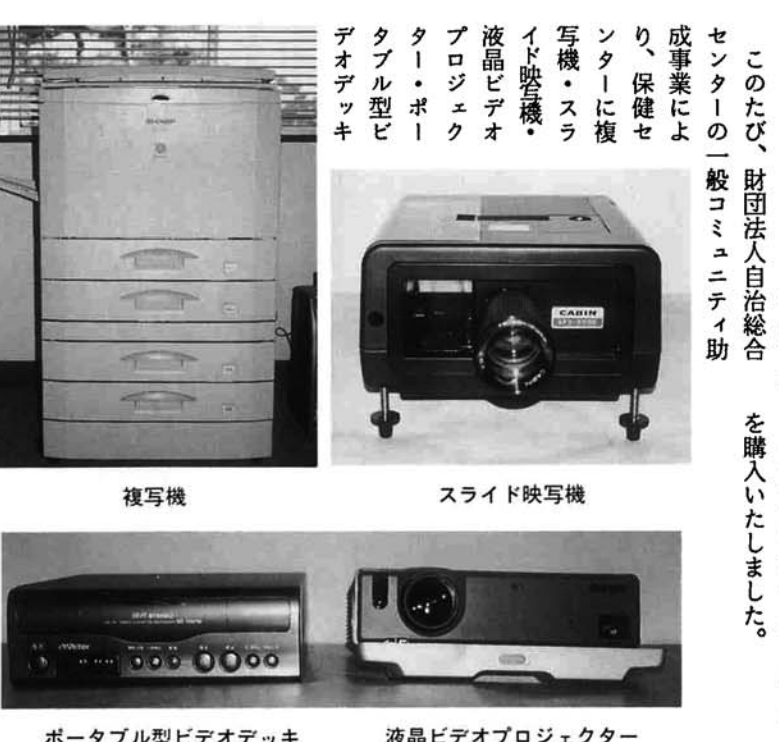 このたび、財団法人自治総合
センターの一般コミュニティ助
成事業によ
り、保健セ
ンターに複
写機・スラ
イド映写機・
液晶ビデオ
プロジェク
ター・ポー
タブル型ビ
デオデッキ
を購入いたしました。
SHARP
CABIN
複写機
スライド映写機
Victor
ポータブル型ビデオデッキ
液晶ビデオプロジェクター